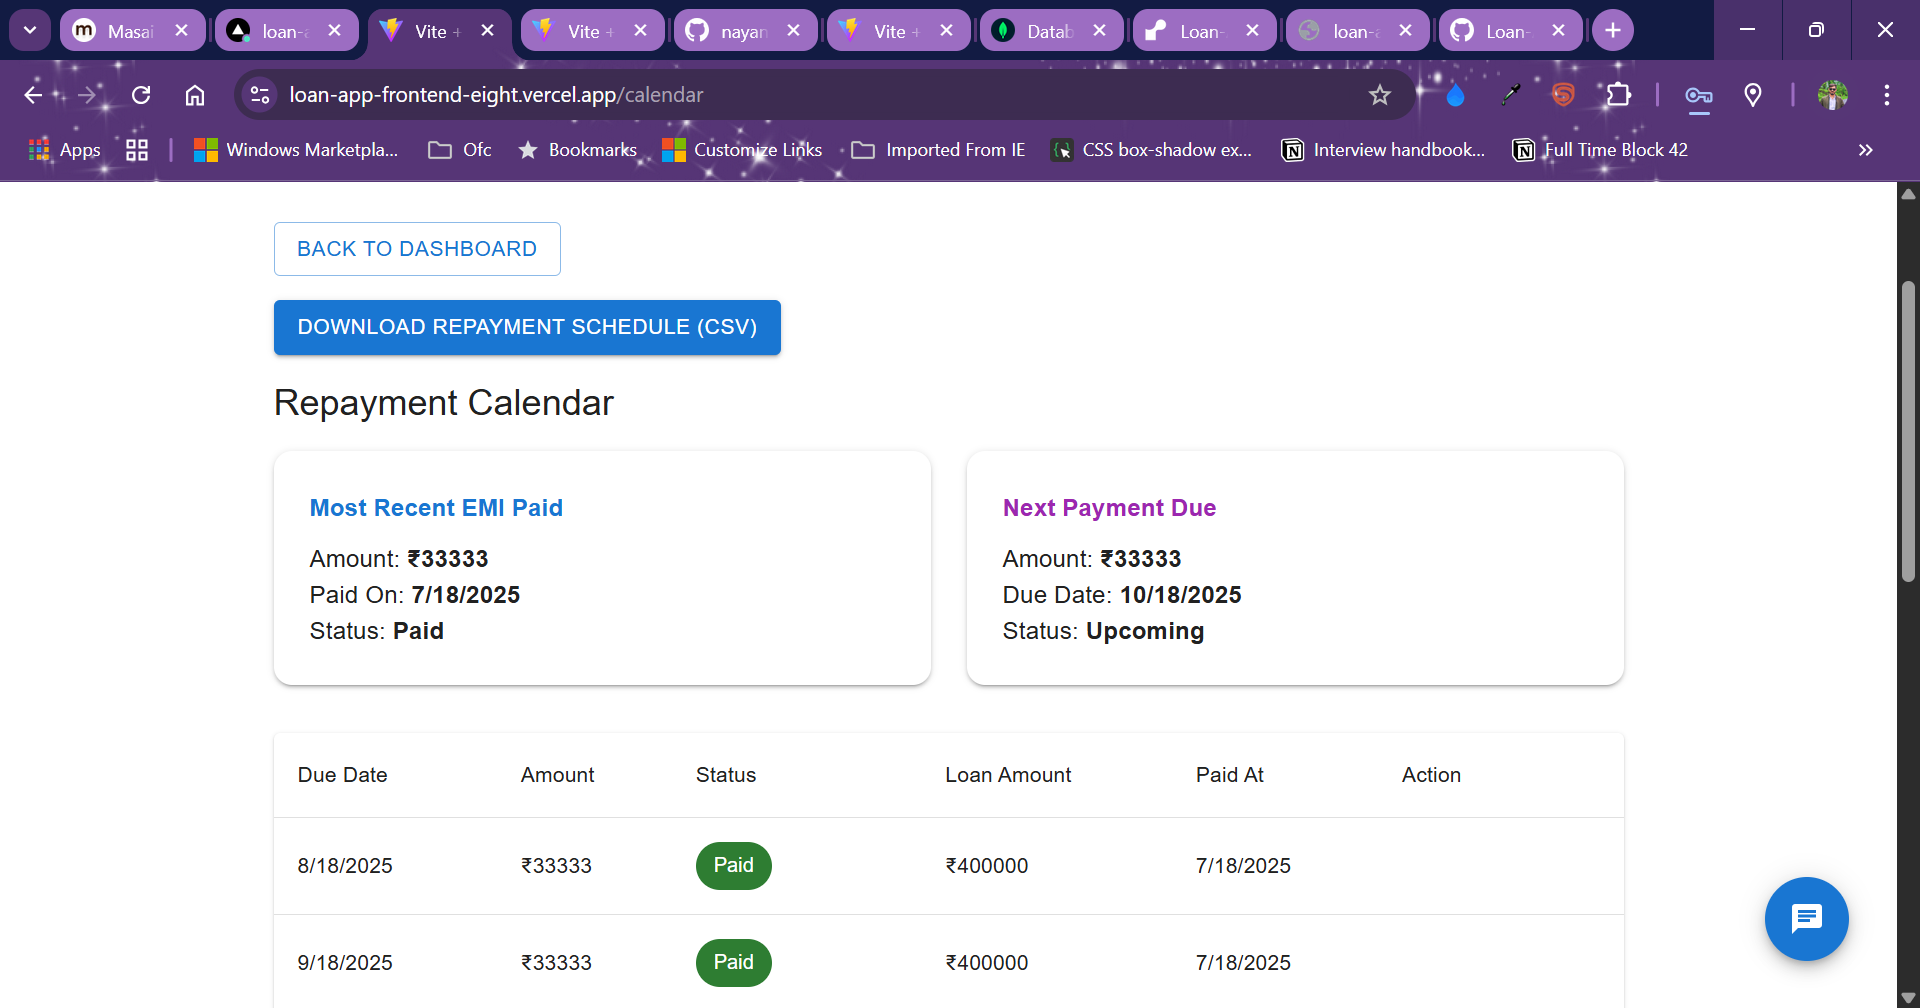 Masai
loan-a
Vite +
Vite +
nayan
Vite +
Datab
Loan-
loan-a
Loan-
loan-app-frontend-eight.vercel.app/calendar
Apps
Windows Marketpla...
Ofc
Bookmarks
Customize Links
Imported From IE
CSS box-shadow ex...
Interview handbook...
Full Time Block 42
BACK TO DASHBOARD
DOWNLOAD REPAYMENT SCHEDULE (CSV)
Repayment Calendar
Most Recent EMI Paid
Amount: ₹33333
Paid On: 7/18/2025
Status: Paid
Next Payment Due
Amount: ₹33333
Due Date: 10/18/2025
Status: Upcoming
Due Date Amount Status Loan Amount Paid At Action
8/18/2025 ₹33333 Paid ₹400000 7/18/2025
9/18/2025 ₹33333 Paid ₹400000 7/18/2025